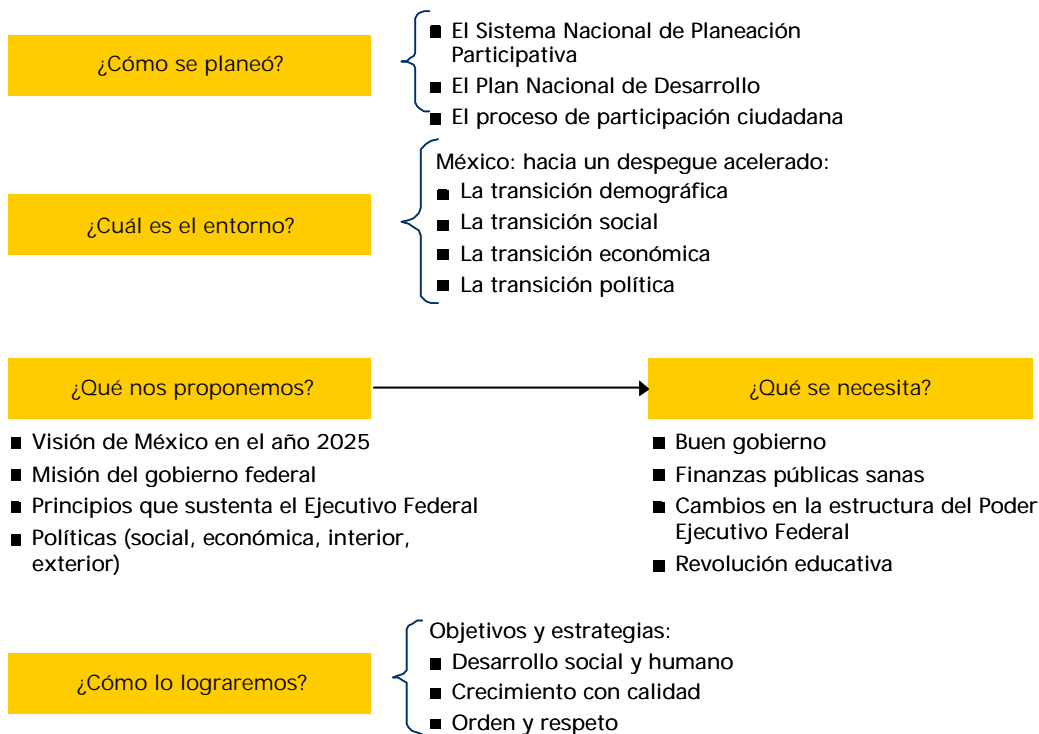 ¿Cómo se planeó?
■ El Sistema Nacional de Planeación
Participativa
■ El Plan Nacional de Desarrollo
■ El proceso de participación ciudadana
¿Cuál es el entorno?
México: hacia un despegue acelerado:
■ La transición demográfica
■ La transición social
■ La transición económica
■ La transición política
¿Qué nos proponemos?
■ Visión de México en el año 2025
■ Misión del gobierno federal
■ Principios que sustenta el Ejecutivo Federal
■ Políticas (social, económica, interior,
exterior)
¿Qué se necesita?
■ Buen gobierno
■ Finanzas públicas sanas
■ Cambios en la estructura del Poder
Ejecutivo Federal
■ Revolución educativa
¿Cómo lo lograremos?
Objetivos y estrategias:
■ Desarrollo social y humano
■ Crecimiento con calidad
■ Orden y respeto